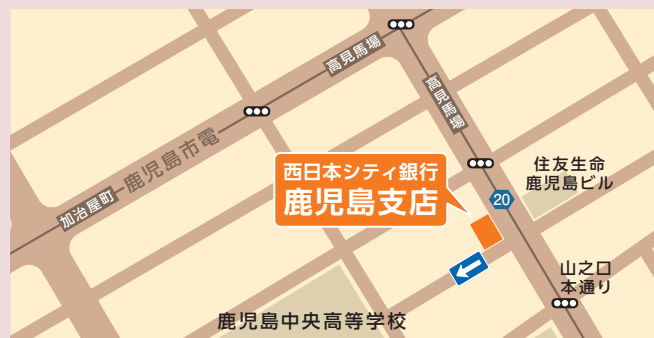 高見馬場
高見馬場
鹿児島市電
加治屋町
西日本シティ銀行
鹿児島支店
20
住友生命
鹿児島ビル
山之口
本通り
鹿児島中央高等学校